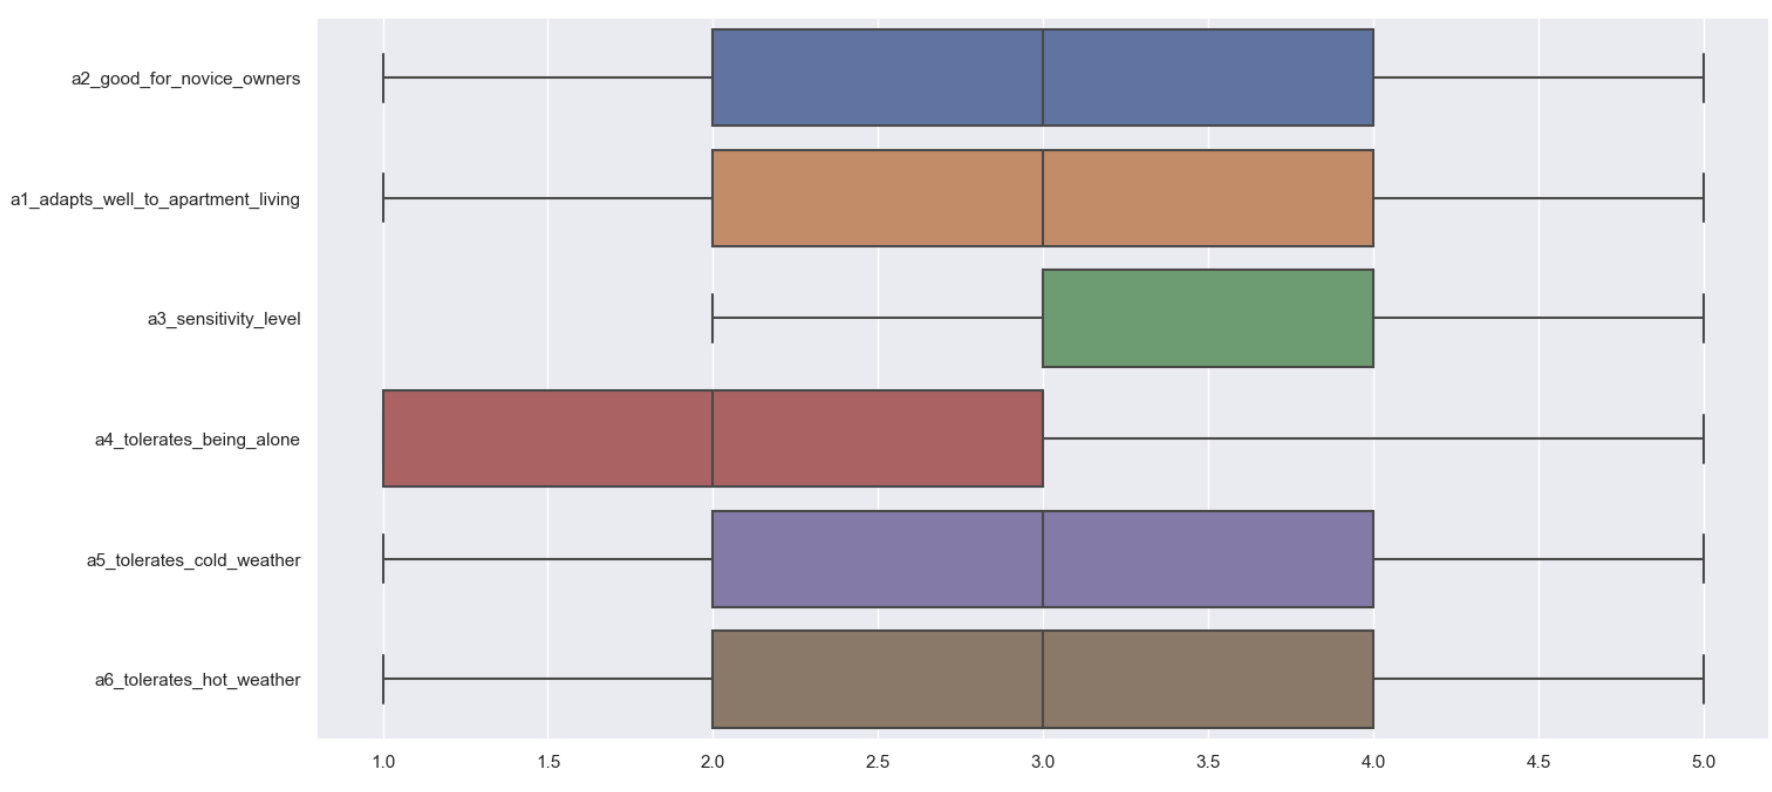 a2_good_for_novice_owners
a1_adapts_well_to_apartment_living
a3_sensitivity_level
a4_tolerates_being_alone
a5_tolerates_cold_weather
a6_tolerates_hot_weather
1.0 1.5 2.0 2.5 3.0 3.5 4.0 4.5 5.0